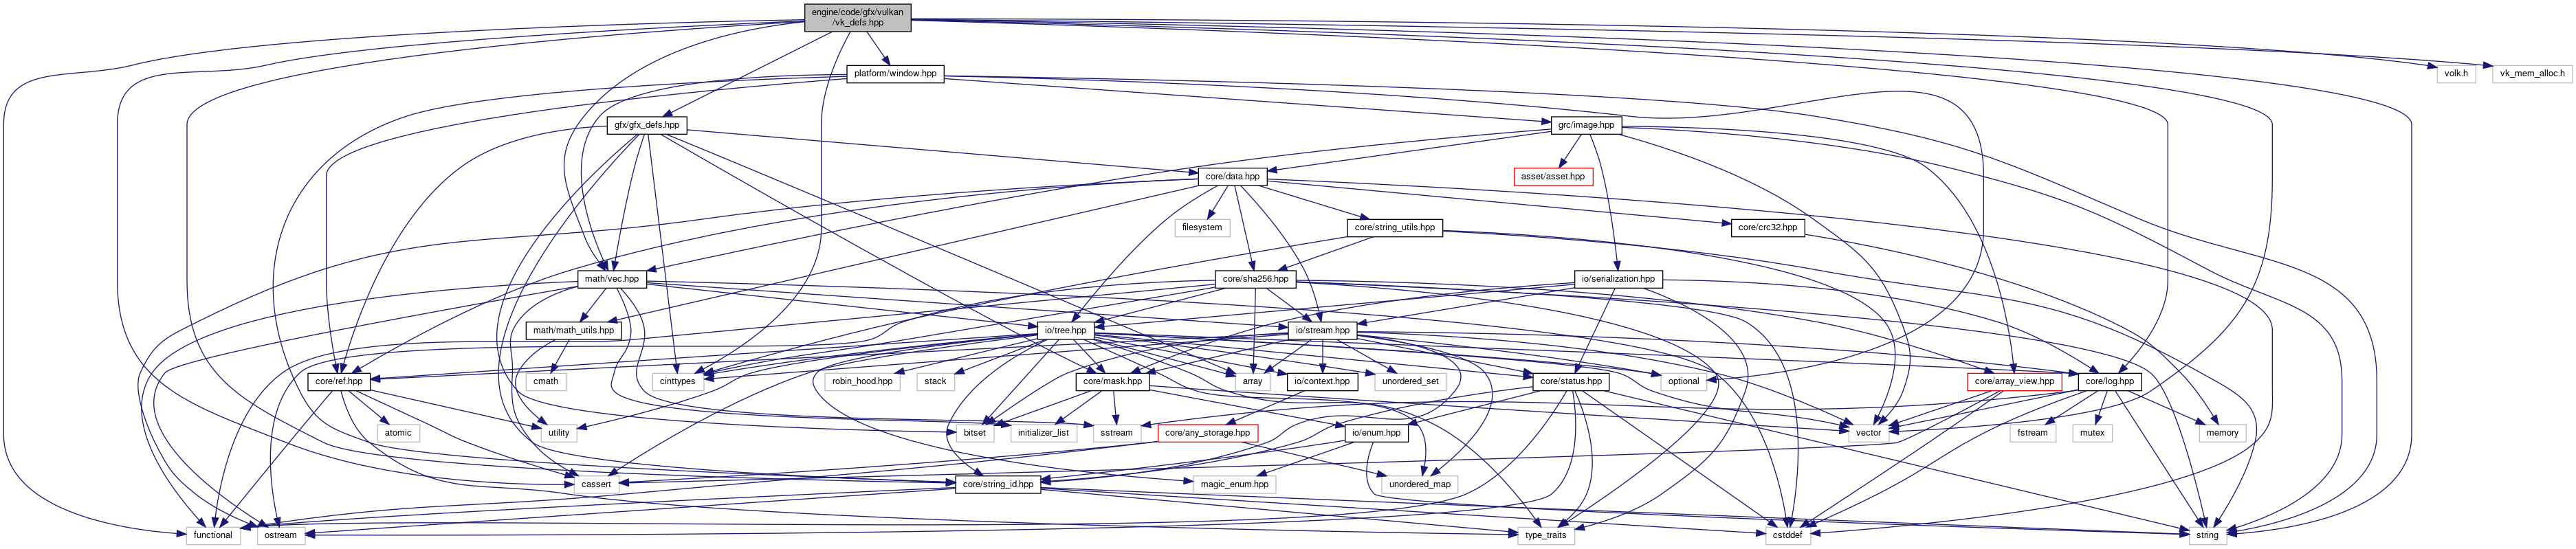 engine/code/gfx/vulkan
/vk_defs.hpp
platform/window.hpp
volk.h
vk_mem_alloc.h
gfx/gfx_defs.hpp
grc/image.hpp
core/data.hpp
asset/asset.hpp
filesystem
core/string_utils.hpp
core/crc32.hpp
math/vec.hpp
core/sha256.hpp
io/serialization.hpp
math/math_utils.hpp
io/tree.hpp
io/stream.hpp
core/ref.hpp
cmath
cinttypes
robin_hood.hpp
stack
core/mask.hpp
array
io/context.hpp
unordered_set
core/status.hpp
optional
core/array_view.hpp
core/log.hpp
atomic
utility
bitset
initializer_list
sstream
core/any_storage.hpp
io/enum.hpp
vector
fstream
mutex
memory
cassert
core/string_id.hpp
magic_enum.hpp
unordered_map
functional
ostream
type_traits
cstddef
string